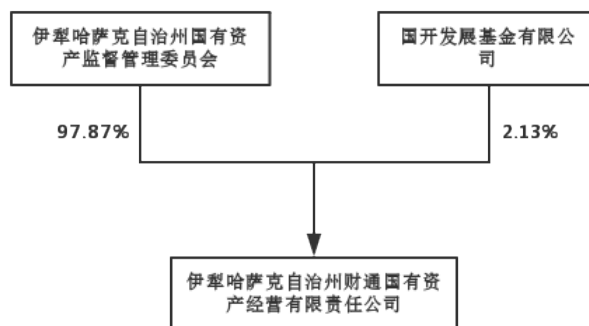 伊犁哈萨克自治州国有资
产监督管理委员会
国开发展基金有限公
司
97.87%
2.13%
伊犁哈萨克自治州财通国有资
产经营有限责任公司